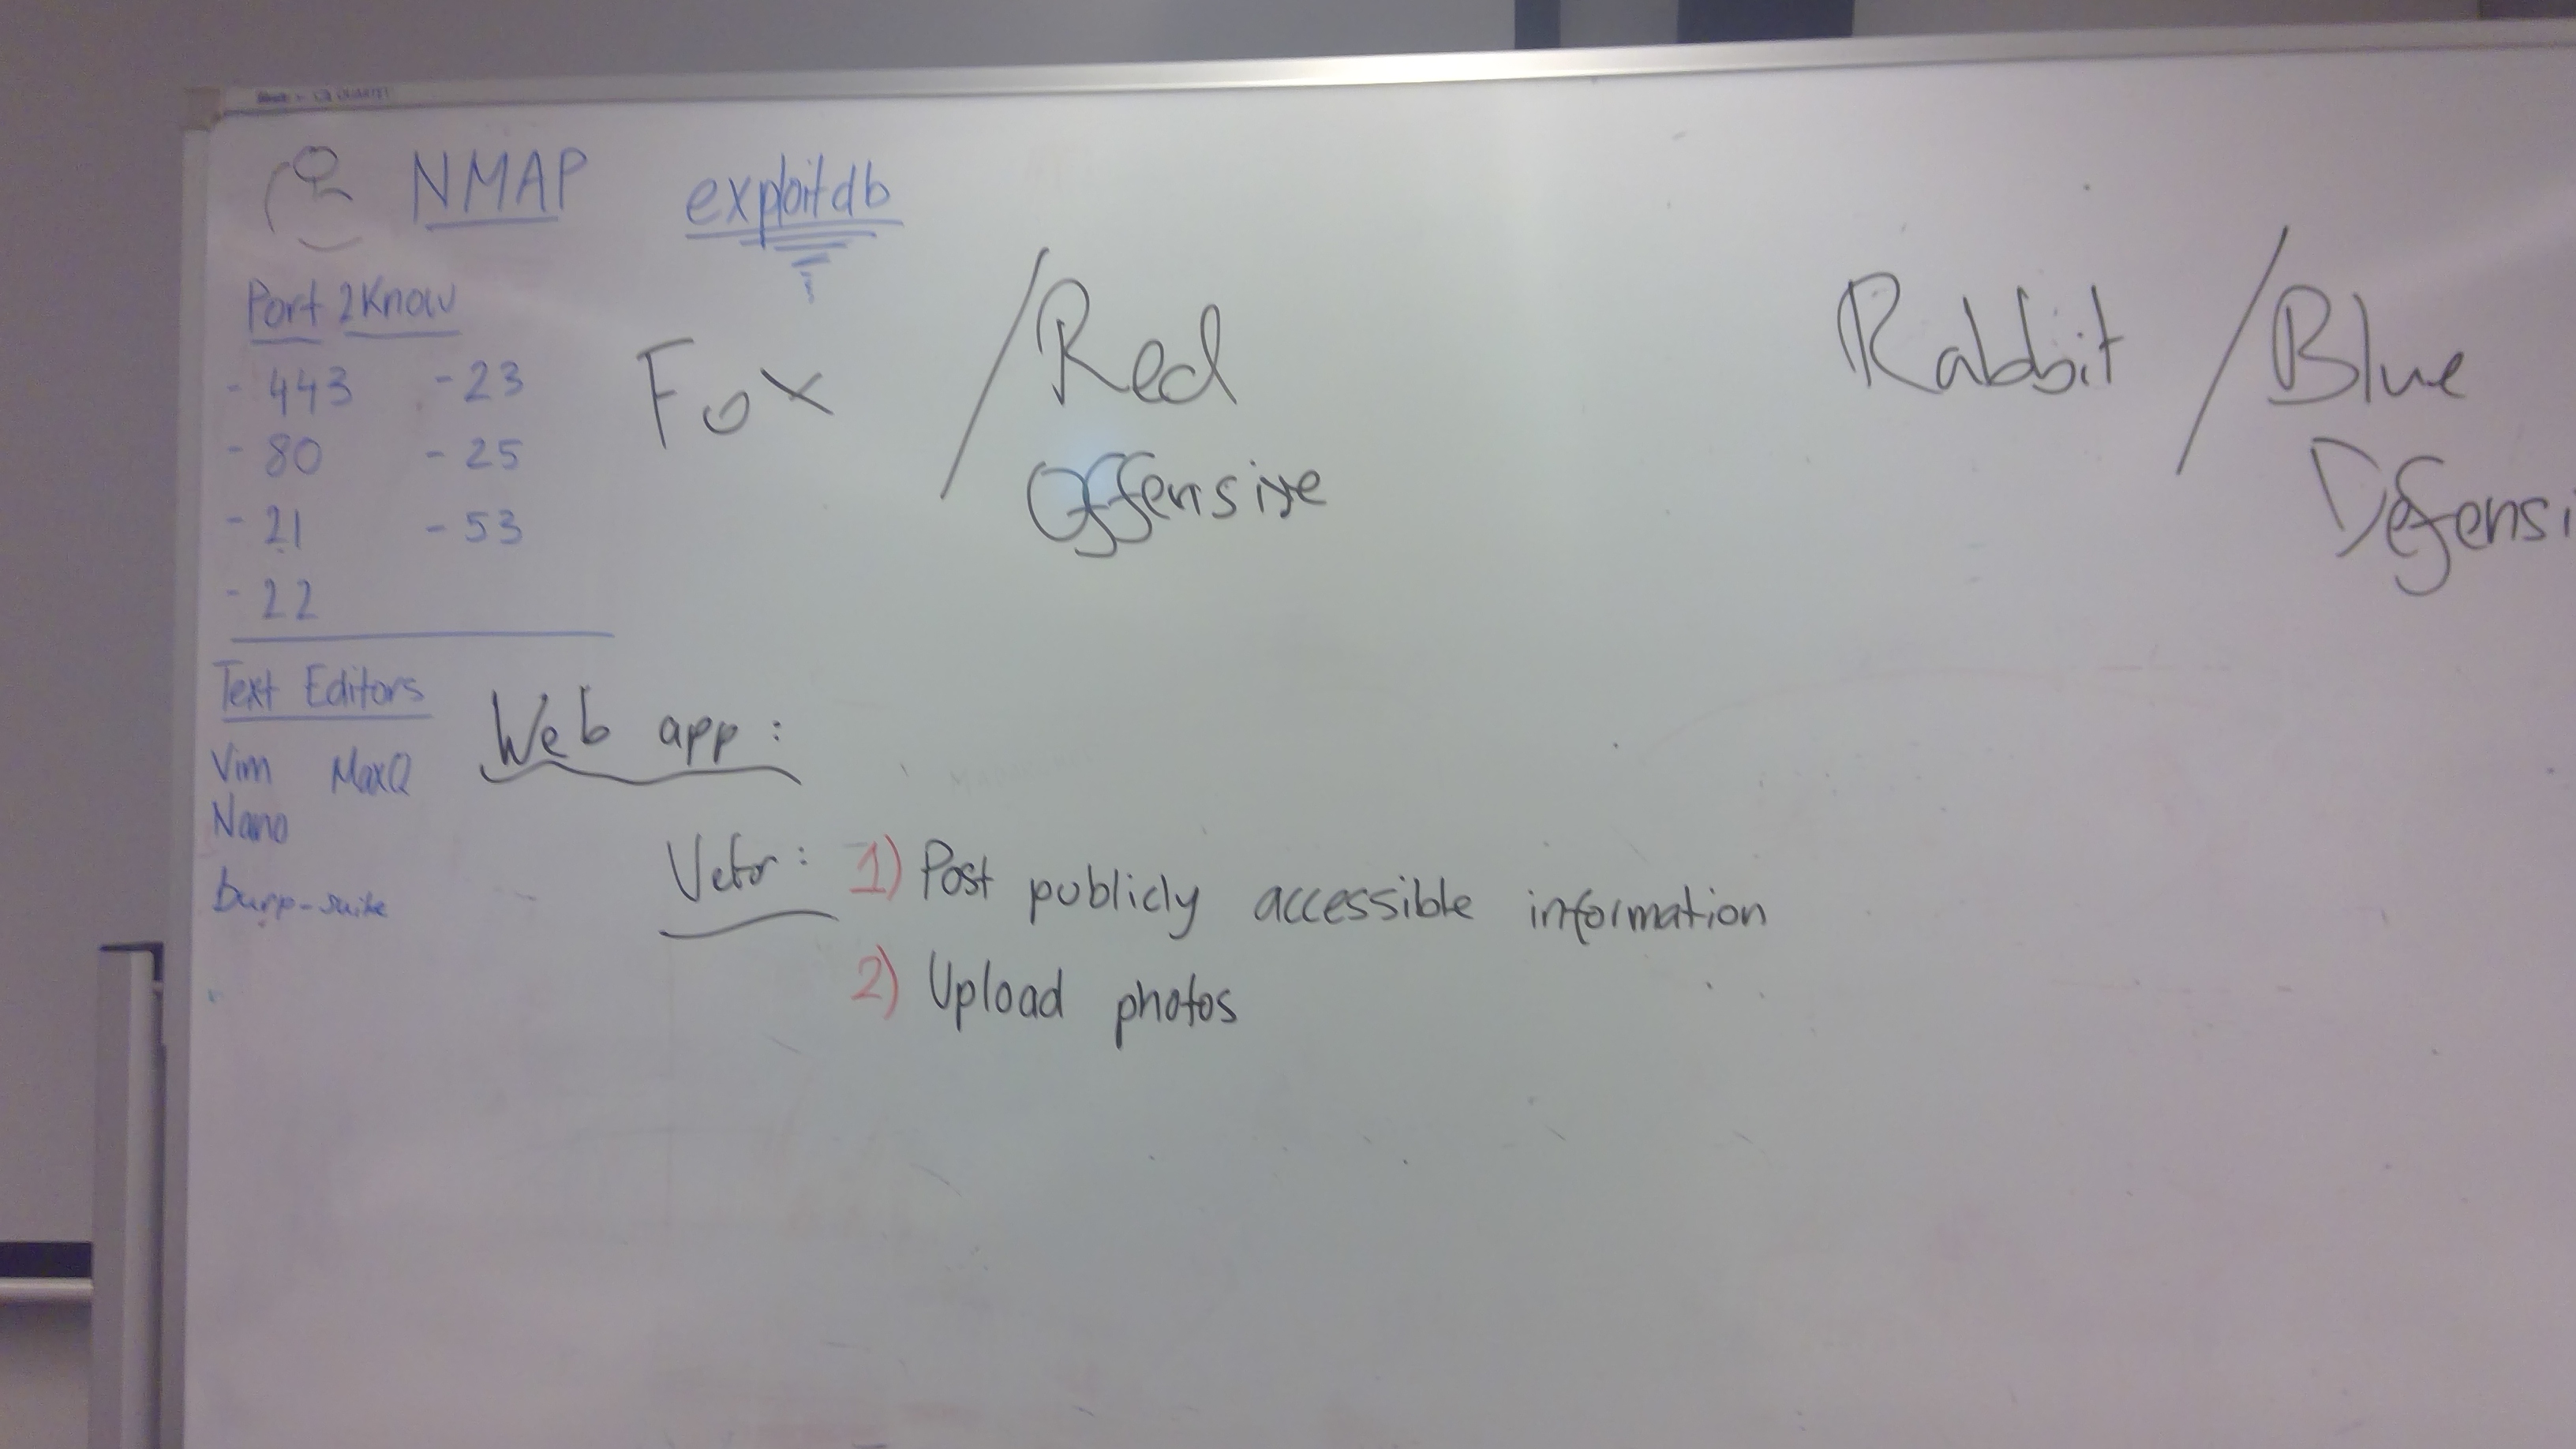 NMAP exploitdb
Port 2Know
- 443 - 23
- 80 - 25
- 21 - 53
- 22
Fox / Red
Offensive
Rabbit / Blue
Defensi
Text Editors
Vim MaxQ
Nano
burp-suite
Web app:
Vetor: 1) Post publicly accessible information
2) Upload photos